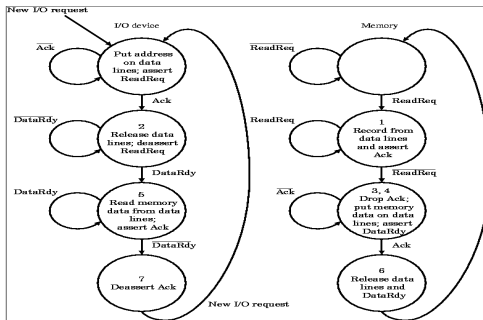 New I/O request
I/O device
Put address
on data
lines; assert
ReadReq
Ack
Ack
2
Release data
lines; deassert
ReadReq
DataRdy
DataRdy
5
Read memory
data from data
lines;
assert Ack
DataRdy
DataRdy
7
Deassert Ack
New I/O request
Memory
ReadReq
ReadReq
1
Record from
data lines
and assert
Ack
ReadReq
ReadReq
3, 4
Drop Ack;
put memory
data on data
lines; assert
DataRdy
Ack
Ack
6
Release data
lines and
DataRdy